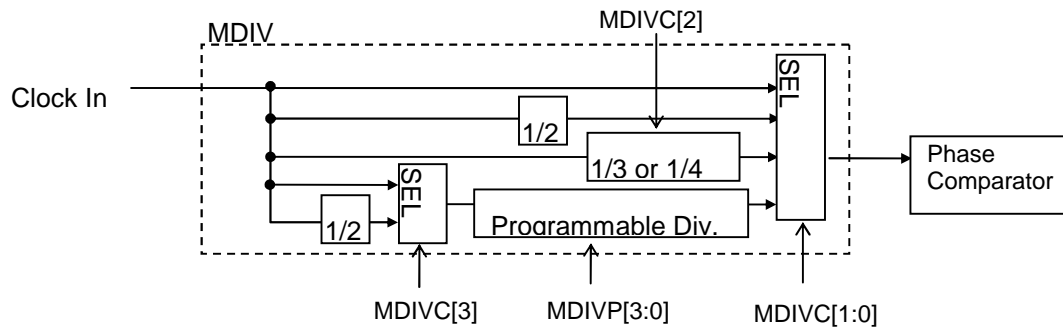 MDIVC[2]
MDIV
Clock In
SEL
1/2
1/3 or 1/4
Phase
Comparator
SEL
1/2
Programmable Div.
MDIVC[3]
MDIVP[3:0]
MDIVC[1:0]